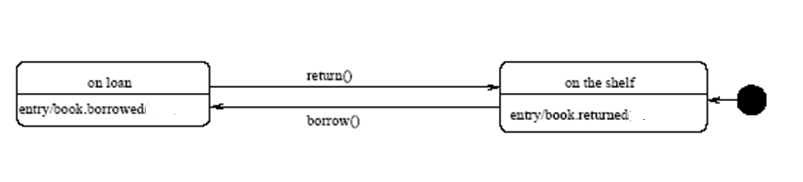 on loan
entry/book.borrowed(
return()
borrow()
on the shelf
entry/book.returned(